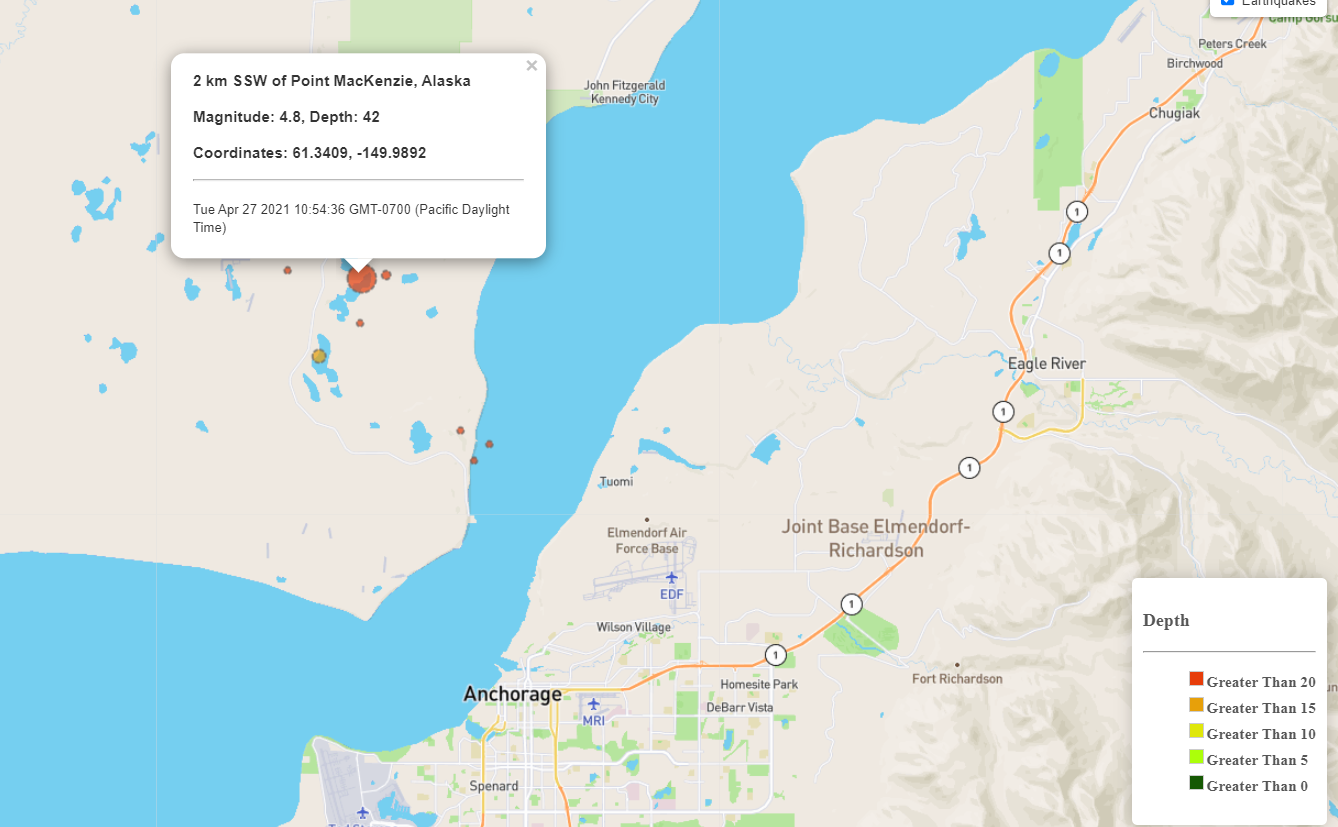 Earthquakes
Peters Creek
Birchwood
Chugiak
John Fitzgerald
Kennedy City
×
2 km SSW of Point MacKenzie, Alaska
Magnitude: 4.8, Depth: 42
Coordinates: 61.3409, -149.9892
Tue Apr 27 2021 10:54:36 GMT-0700 (Pacific Daylight
Time)
1
1
Eagle River
1
1
Tuomi
Elmendorf Air
Force Base
Joint Base Elmendorf-
Richardson
EDF
1
Wilson Village
1
Homesite Park
Fort Richardson
Anchorage
DeBarr Vista
MRI
Spenard
Depth
Greater Than 20
Greater Than 15
Greater Than 10
Greater Than 5
Greater Than 0